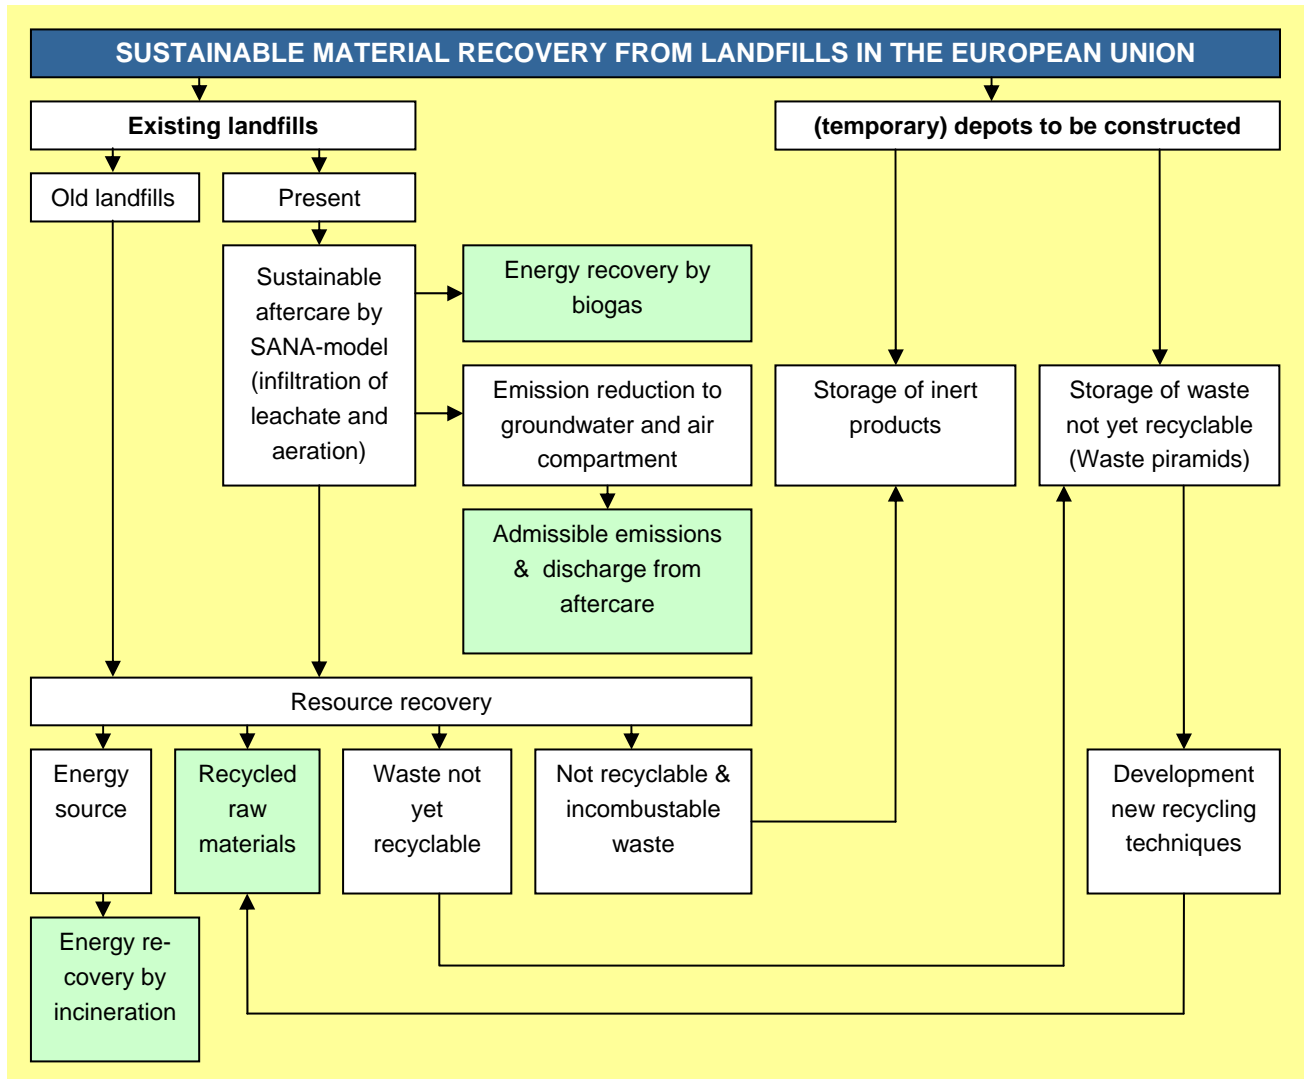 SUSTAINABLE MATERIAL RECOVERY FROM LANDFILLS IN THE EUROPEAN UNION
Existing landfills
(temporary) depots to be constructed
Old landfills
Present
Sustainable
aftercare by
SANA-model
(infiltration of
leachate and
aeration)
Energy recovery by
biogas
Emission reduction to
groundwater and air
compartment
Storage of inert
products
Storage of waste
not yet recyclable
(Waste piramids)
Admissible emissions
& discharge from
aftercare
Resource recovery
Energy
source
Recycled
raw
materials
Waste not
yet
recyclable
Not recyclable &
incombustable
waste
Development
new recycling
techniques
Energy re-
covery by
incineration